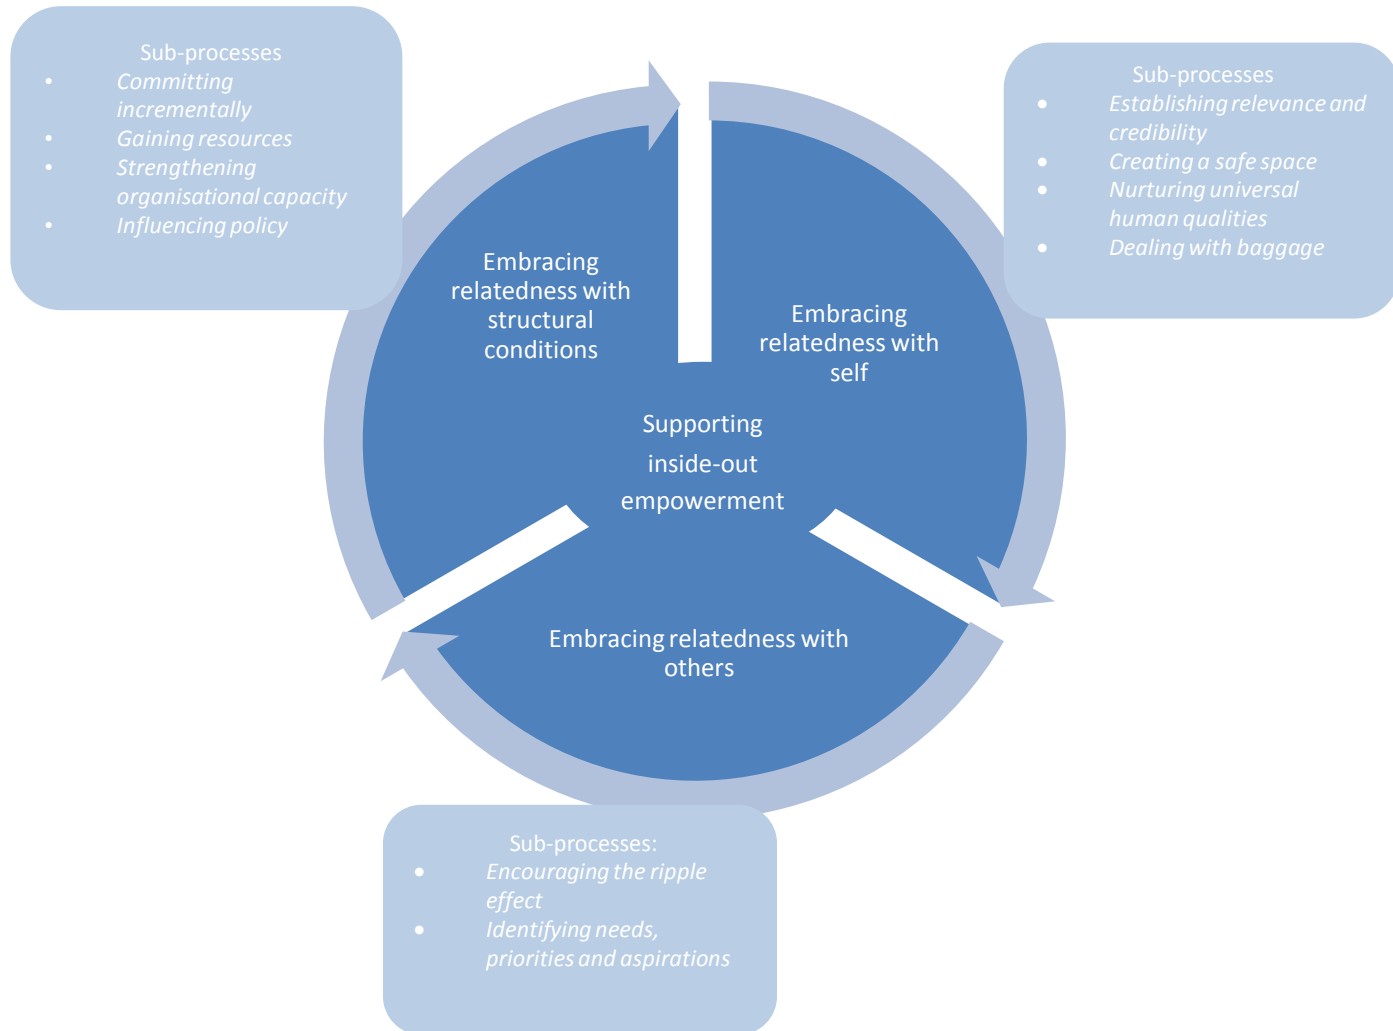 Sub-processes
• Committing
incrementally
• Gaining resources
• Strengthening
organisational capacity
• Influencing policy
Sub-processes
• Establishing relevance and
credibility
• Creating a safe space
• Nurturing universal
human qualities
• Dealing with baggage
Embracing
relatedness with
structural
conditions
Embracing
relatedness with
self
Supporting
inside-out
empowerment
Embracing relatedness with
others
Sub-processes:
• Encouraging the ripple
effect
• Identifying needs,
priorities and aspirations